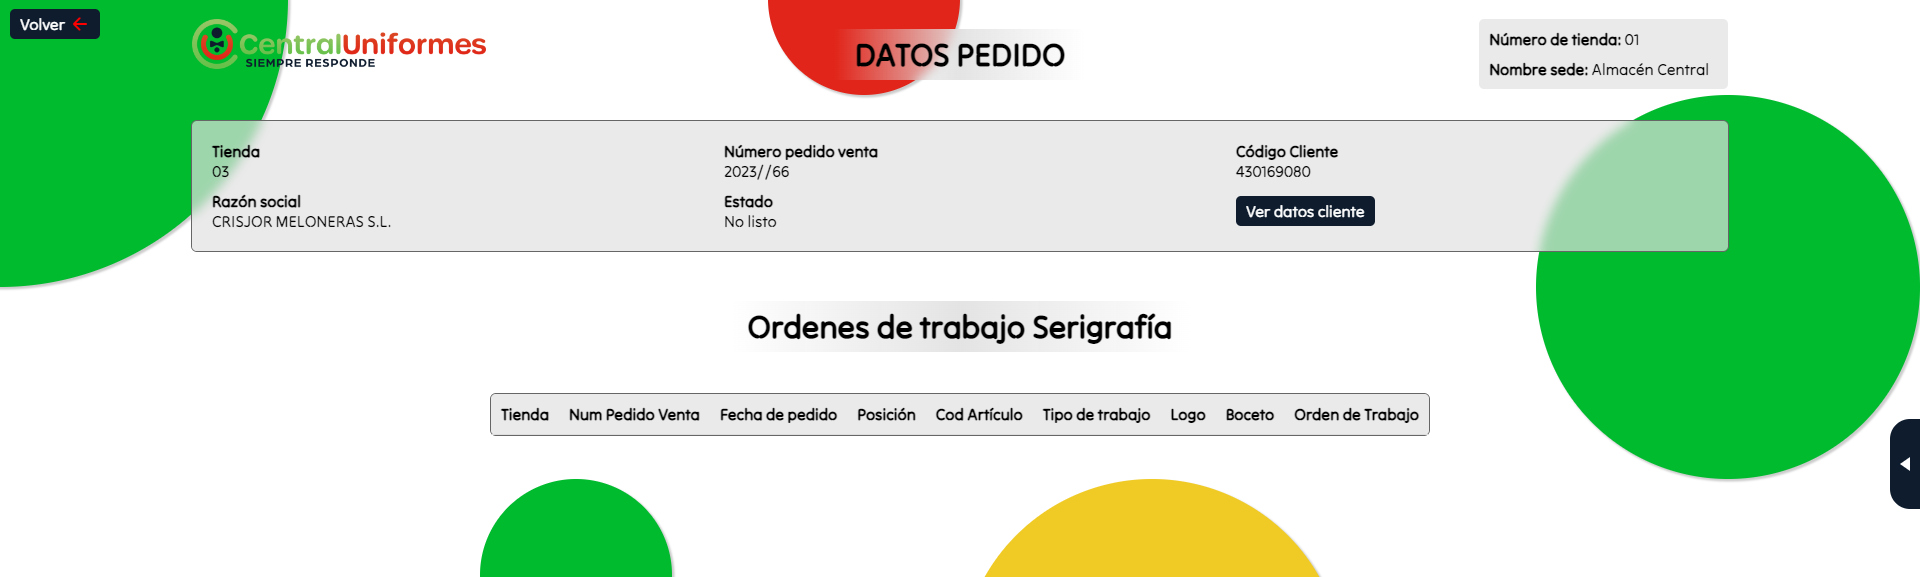 Volver
CentralUniformes
SIEMPRE RESPONDE
DATOS PEDIDO
Número de tienda: 01
Nombre sede: Almacén Central
Tienda
03
Número pedido venta
2023//66
Código Cliente
430169080
Razón social
CRISJOR MELONERAS S.L.
Estado
No listo
Ver datos cliente
Ordenes de trabajo Serigrafía
Tienda Num Pedido Venta Fecha de pedido Posición Cod Artículo Tipo de trabajo Logo Boceto Orden de Trabajo